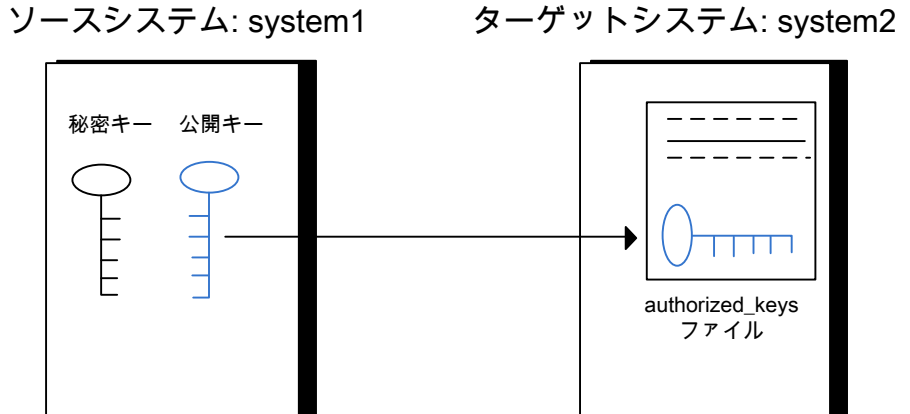 ソースシステム: system1
ターゲットシステム: system2
秘密キー
公開キー
authorized_keys
ファイル